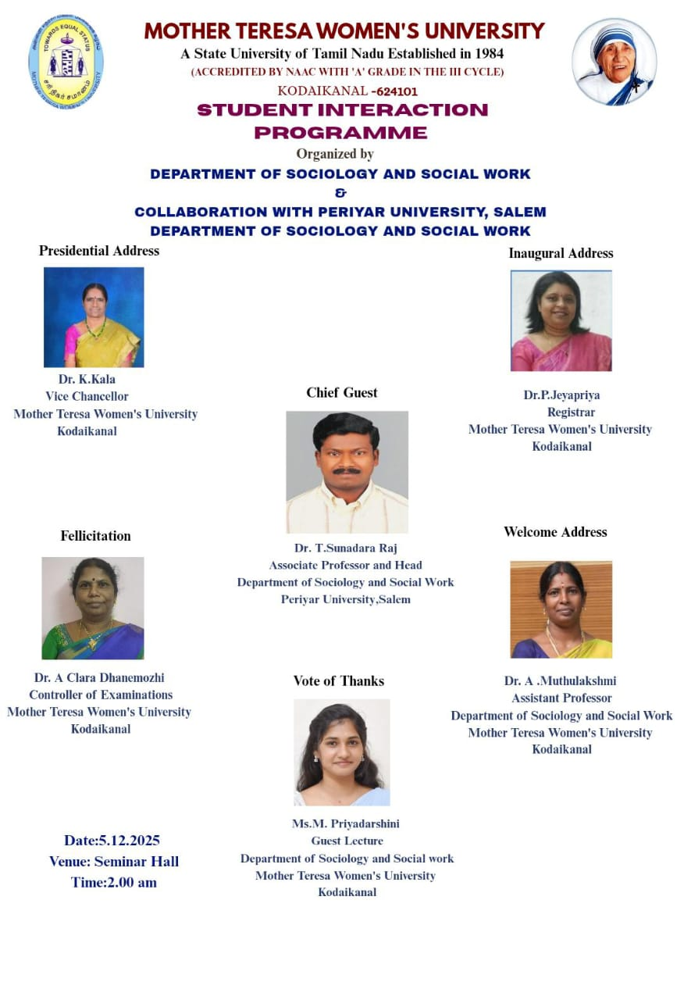 MOTHER TERESA WOMEN'S UNIVERSITY
A State University of Tamil Nadu Established in 1984
(ACCREDITED BY NAAC WITH 'A' GRADE IN THE III CYCLE)
KODAIKANAL -624101
TOWARDS EQUAL STATUS
சரி நிகர் சமானம்
STUDENT INTERACTION
PROGRAMME
Organized by
DEPARTMENT OF SOCIOLOGY AND SOCIAL WORK
&
COLLABORATION WITH PERIYAR UNIVERSITY, SALEM
DEPARTMENT OF SOCIOLOGY AND SOCIAL WORK
Presidential Address
Dr. K.Kala
Vice Chancellor
Mother Teresa Women's University
Kodaikanal
Inaugural Address
Dr.P.Jeyapriya
Registrar
Mother Teresa Women's University
Kodaikanal
Chief Guest
Dr. T.Sunadara Raj
Associate Professor and Head
Department of Sociology and Social Work
Periyar University,Salem
Fellicitation
Dr. A Clara Dhanemozhi
Controller of Examinations
Mother Teresa Women's University
Kodaikanal
Welcome Address
Dr. A .Muthulakshmi
Assistant Professor
Department of Sociology and Social Work
Mother Teresa Women's University
Kodaikanal
Vote of Thanks
Ms.M. Priyadarshini
Guest Lecture
Department of Sociology and Social work
Mother Teresa Women's University
Kodaikanal
Date:5.12.2025
Venue: Seminar Hall
Time:2.00 am